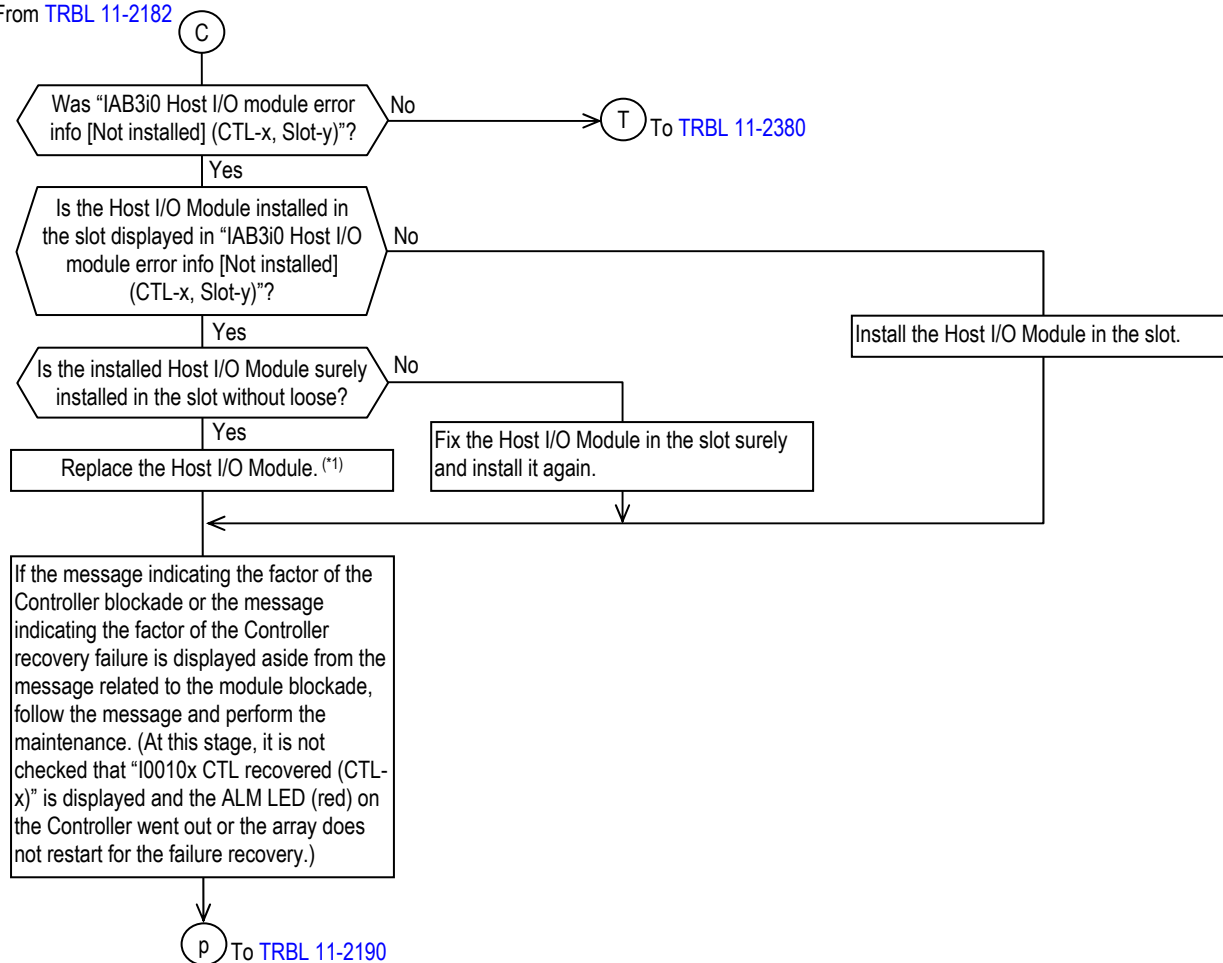 From TRBL 11-2182
C
Was “IAB3i0 Host I/O module error
info [Not installed] (CTL-x, Slot-y)”?
No
T
To TRBL 11-2380
Yes
Is the Host I/O Module installed in
the slot displayed in “IAB3i0 Host I/O
module error info [Not installed]
(CTL-x, Slot-y)”?
No
Install the Host I/O Module in the slot.
Yes
Is the installed Host I/O Module surely
installed in the slot without loose?
No
Fix the Host I/O Module in the slot surely
and install it again.
Yes
Replace the Host I/O Module. (*1)
If the message indicating the factor of the
Controller blockade or the message
indicating the factor of the Controller
recovery failure is displayed aside from the
message related to the module blockade,
follow the message and perform the
maintenance. (At this stage, it is not
checked that “I0010x CTL recovered (CTL-
x)” is displayed and the ALM LED (red) on
the Controller went out or the array does
not restart for the failure recovery.)
p
To TRBL 11-2190